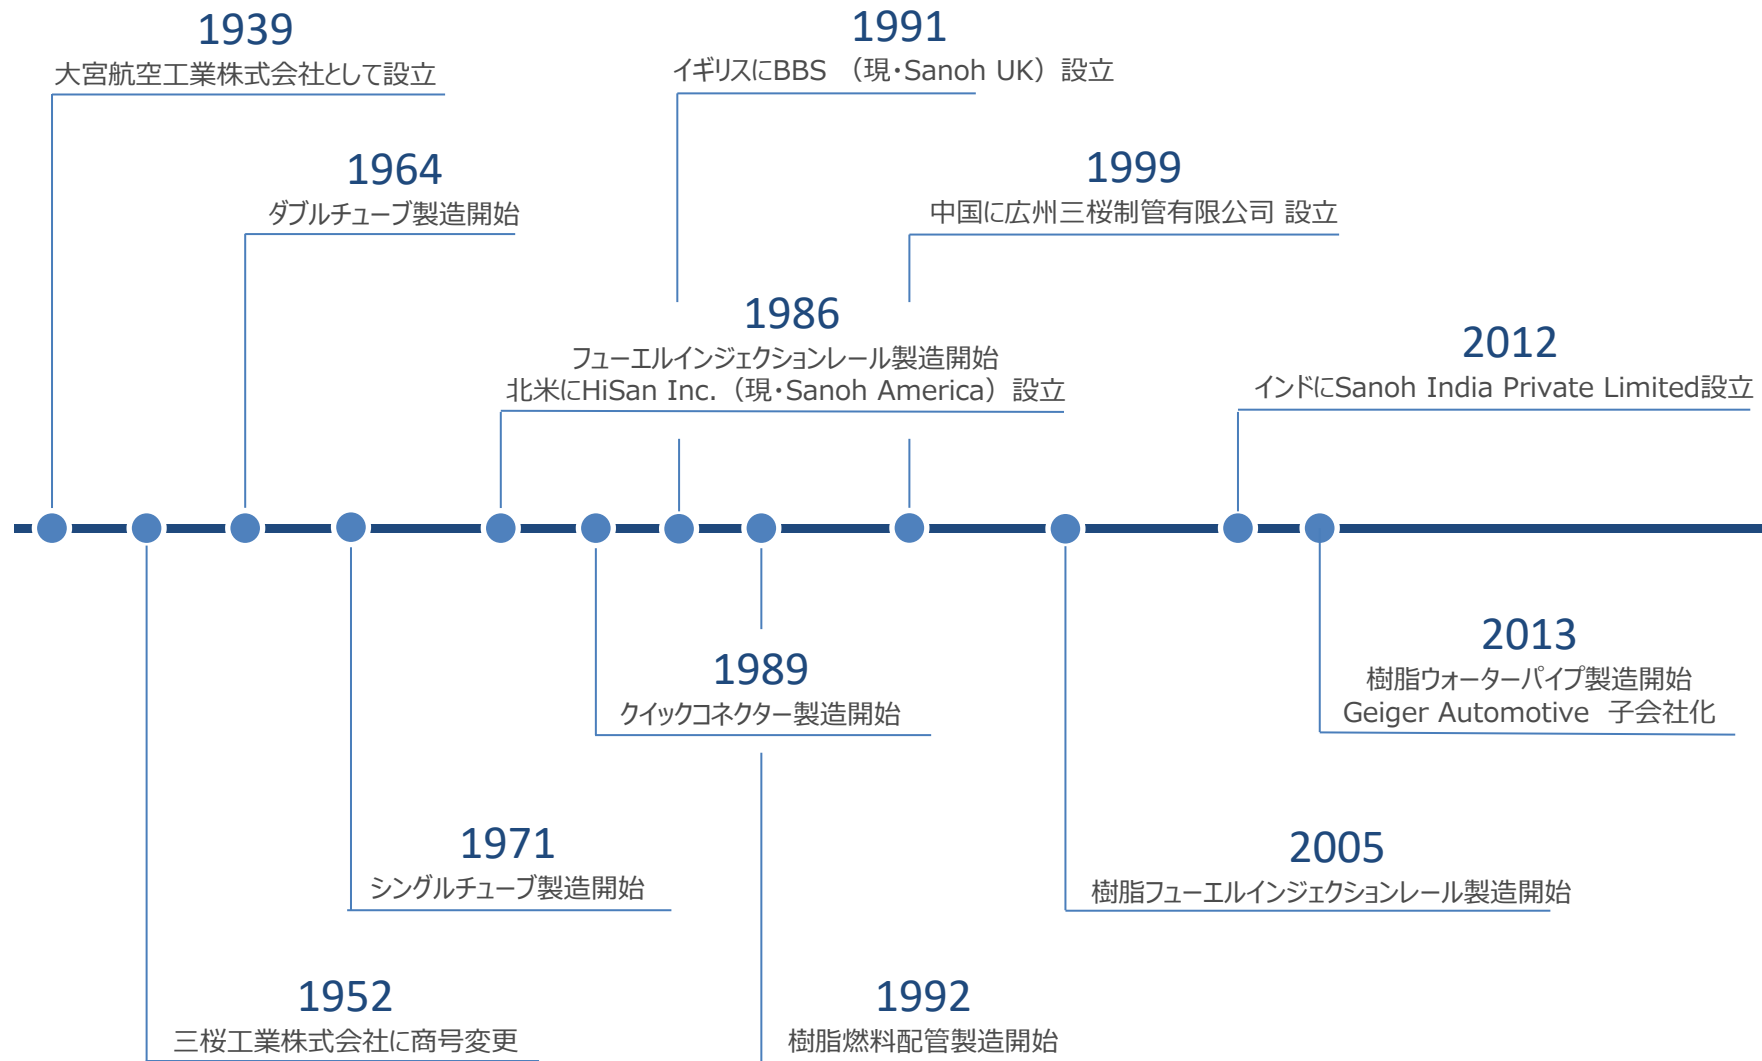 1939
大宮航空工業株式会社として設立
1991
イギリスにBBS （現・Sanoh UK）設立
1964
ダブルチューブ製造開始
1999
中国に広州三桜制管有限公司 設立
1986
フューエルインジェクションレール製造開始
北米にHiSan Inc.（現・Sanoh America）設立
2012
インドにSanoh India Private Limited設立
1989
クイックコネクター製造開始
2013
樹脂ウォーターパイプ製造開始
Geiger Automotive 子会社化
1971
シングルチューブ製造開始
2005
樹脂フューエルインジェクションレール製造開始
1952
三桜工業株式会社に商号変更
1992
樹脂燃料配管製造開始